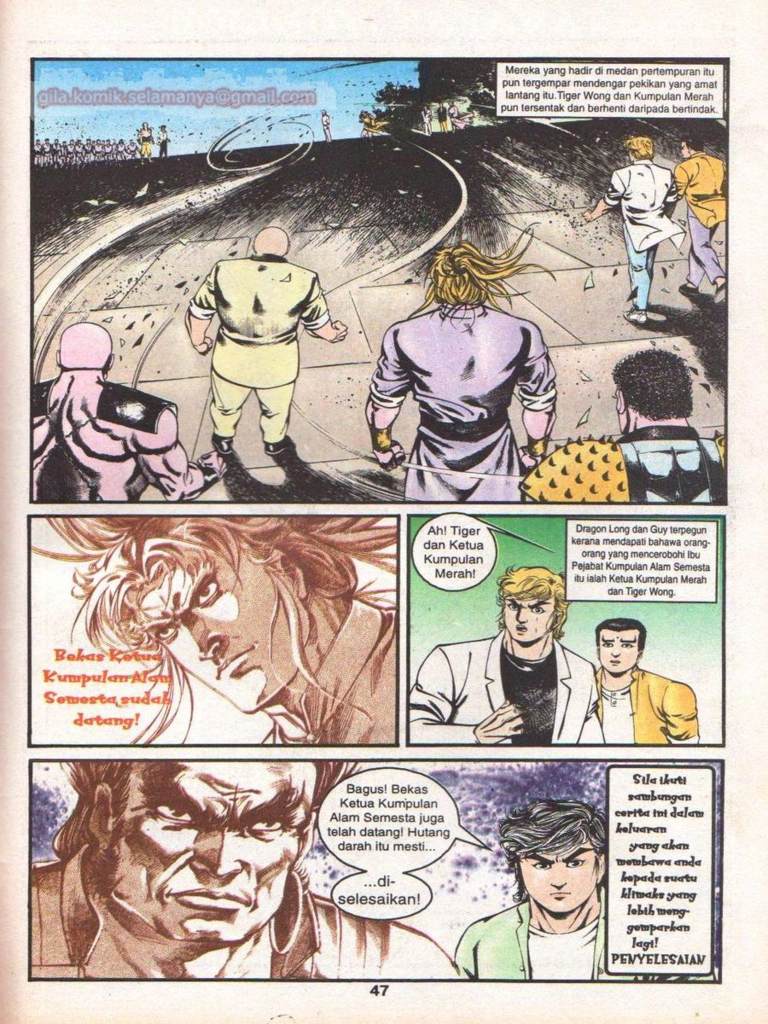 gila.komik.selamanya@gmail.com
Mereka yang hadir di medan pertempuran itu
pun tergempar mendengar pekikan yang amat
lantang itu.Tiger Wong dan Kumpulan Merah
pun tersentak dan berhenti daripada bertindak.
Bekas Ketua
Kumpulan Alam
Semesta sudah
datang!
Ah! Tiger
dan Ketua
Kumpulan
Merah!
Dragon Long dan Guy terpegun
kerana mendapati bahawa orang-
orang yang mencerobohi Ibu
Pejabat Kumpulan Alam Semesta
itu ialah Ketua Kumpulan Merah
dan Tiger Wong.
Bagus! Bekas
Ketua Kumpulan
Alam Semesta juga
telah datang! Hutang
darah itu mesti...
...di-
selesaikan!
Sila ikuti
sambungan
cerita ini dalam
keluaran
yang akan
membawa anda
kepada suatu
klimaks yang
lebih meng-
gemparkan
lagi!
PENYELESAIAN
47